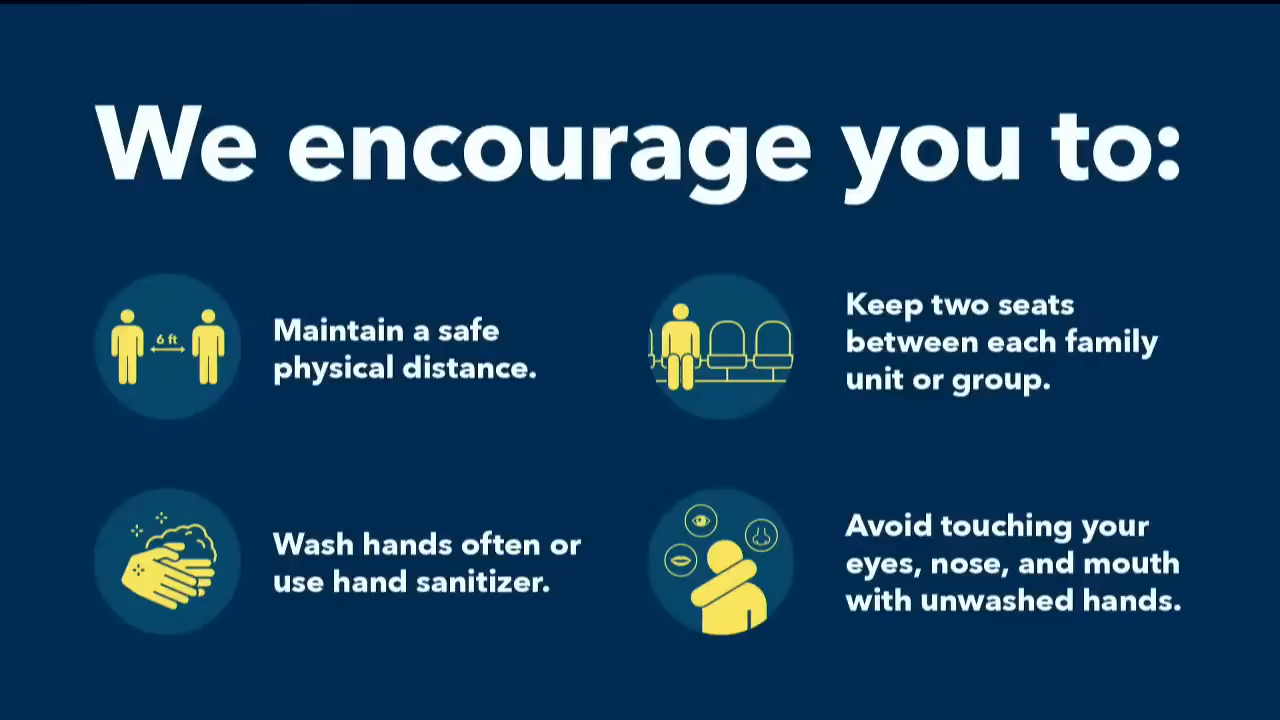 We encourage you to:
6 ft
Maintain a safe
physical distance.
Keep two seats
between each family
unit or group.
Wash hands often or
use hand sanitizer.
Avoid touching your
eyes, nose, and mouth
with unwashed hands.